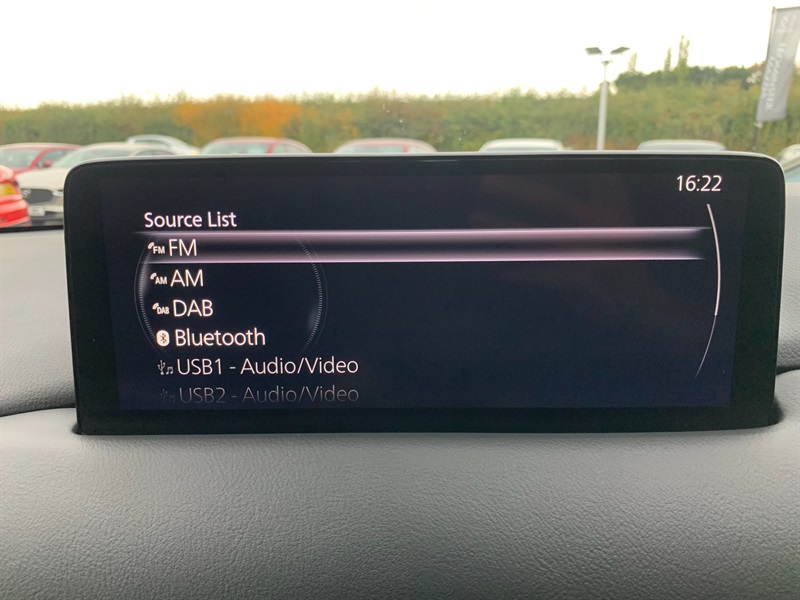 16:22
Source List
FM FM
AM AM
DAB DAB
Bluetooth
USB1 - Audio/Video
USB2 - Audio/Video